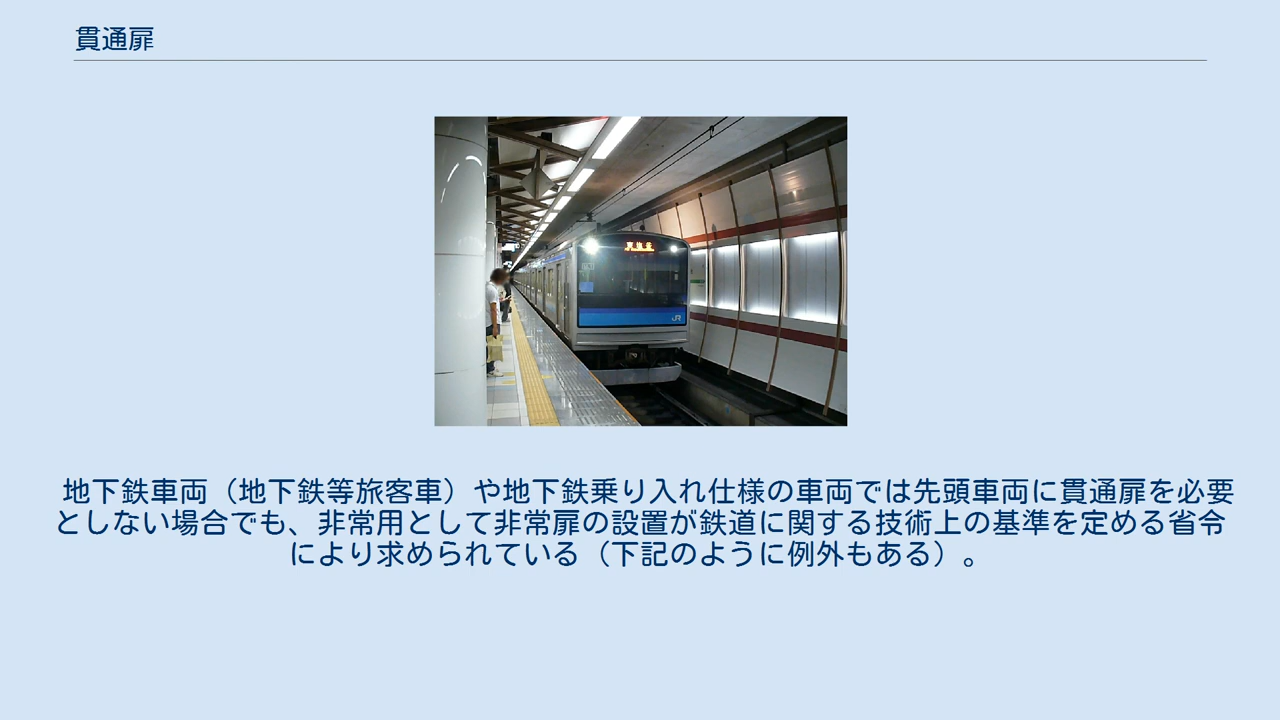 貫通扉
東塩釜
JR
地下鉄車両（地下鉄等旅客車）や地下鉄乗り入れ仕様の車両では先頭車両に貫通扉を必要
としない場合でも、非常用として非常扉の設置が鉄道に関する技術上の基準を定める省令
により求められている（下記のように例外もある）。